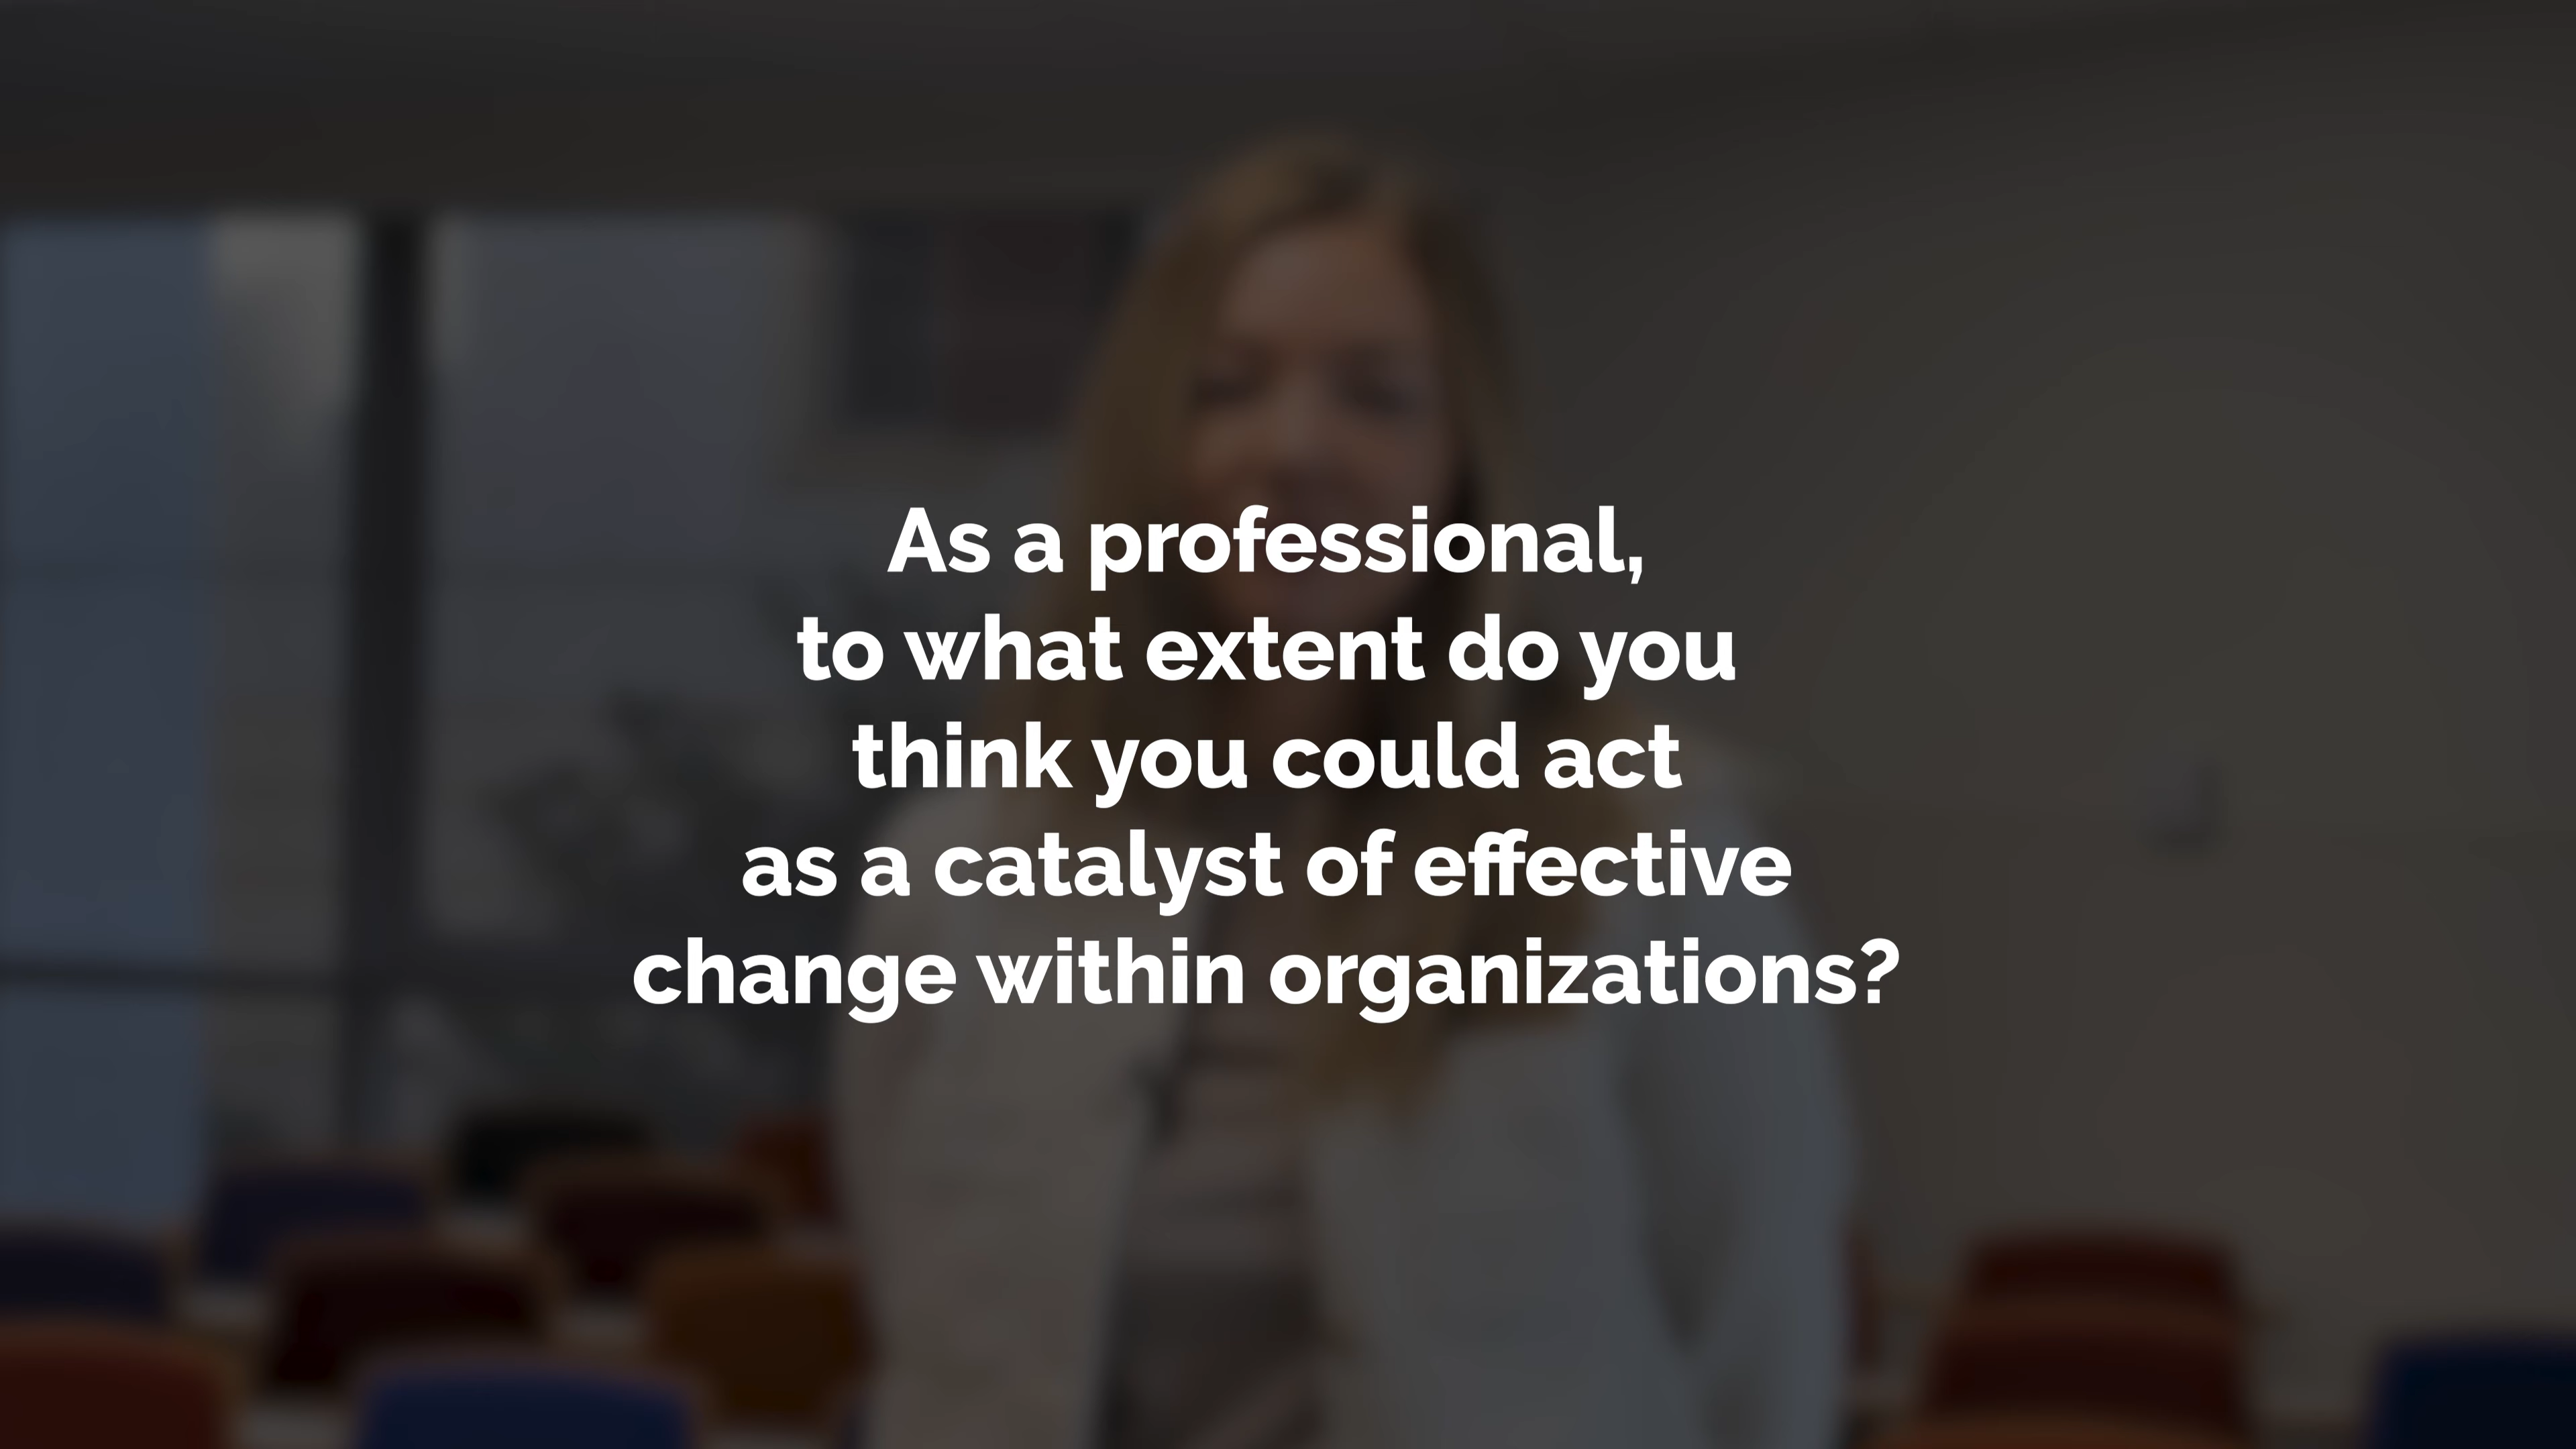 As a professional,
to what extent do you
think you could act
as a catalyst of effective
change within organizations?